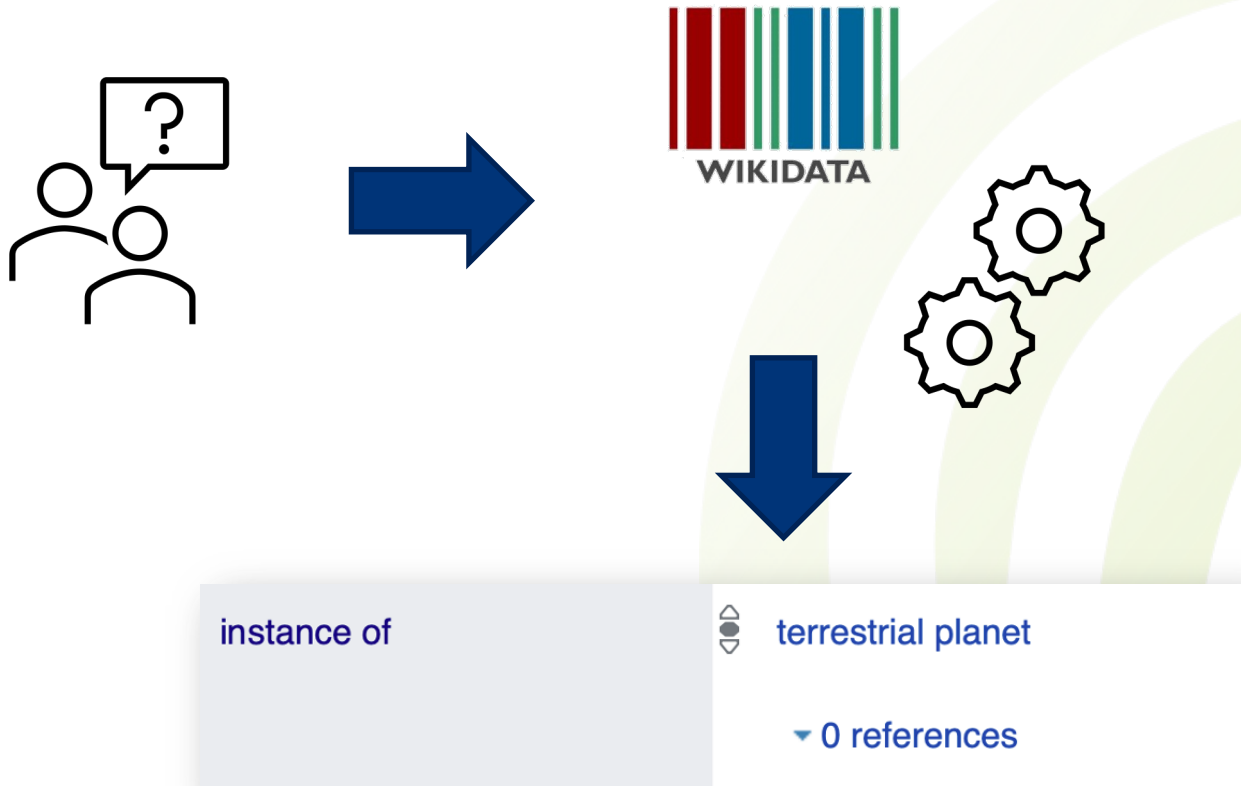 ?
WIKIDATA
instance of
terrestrial planet
0 references